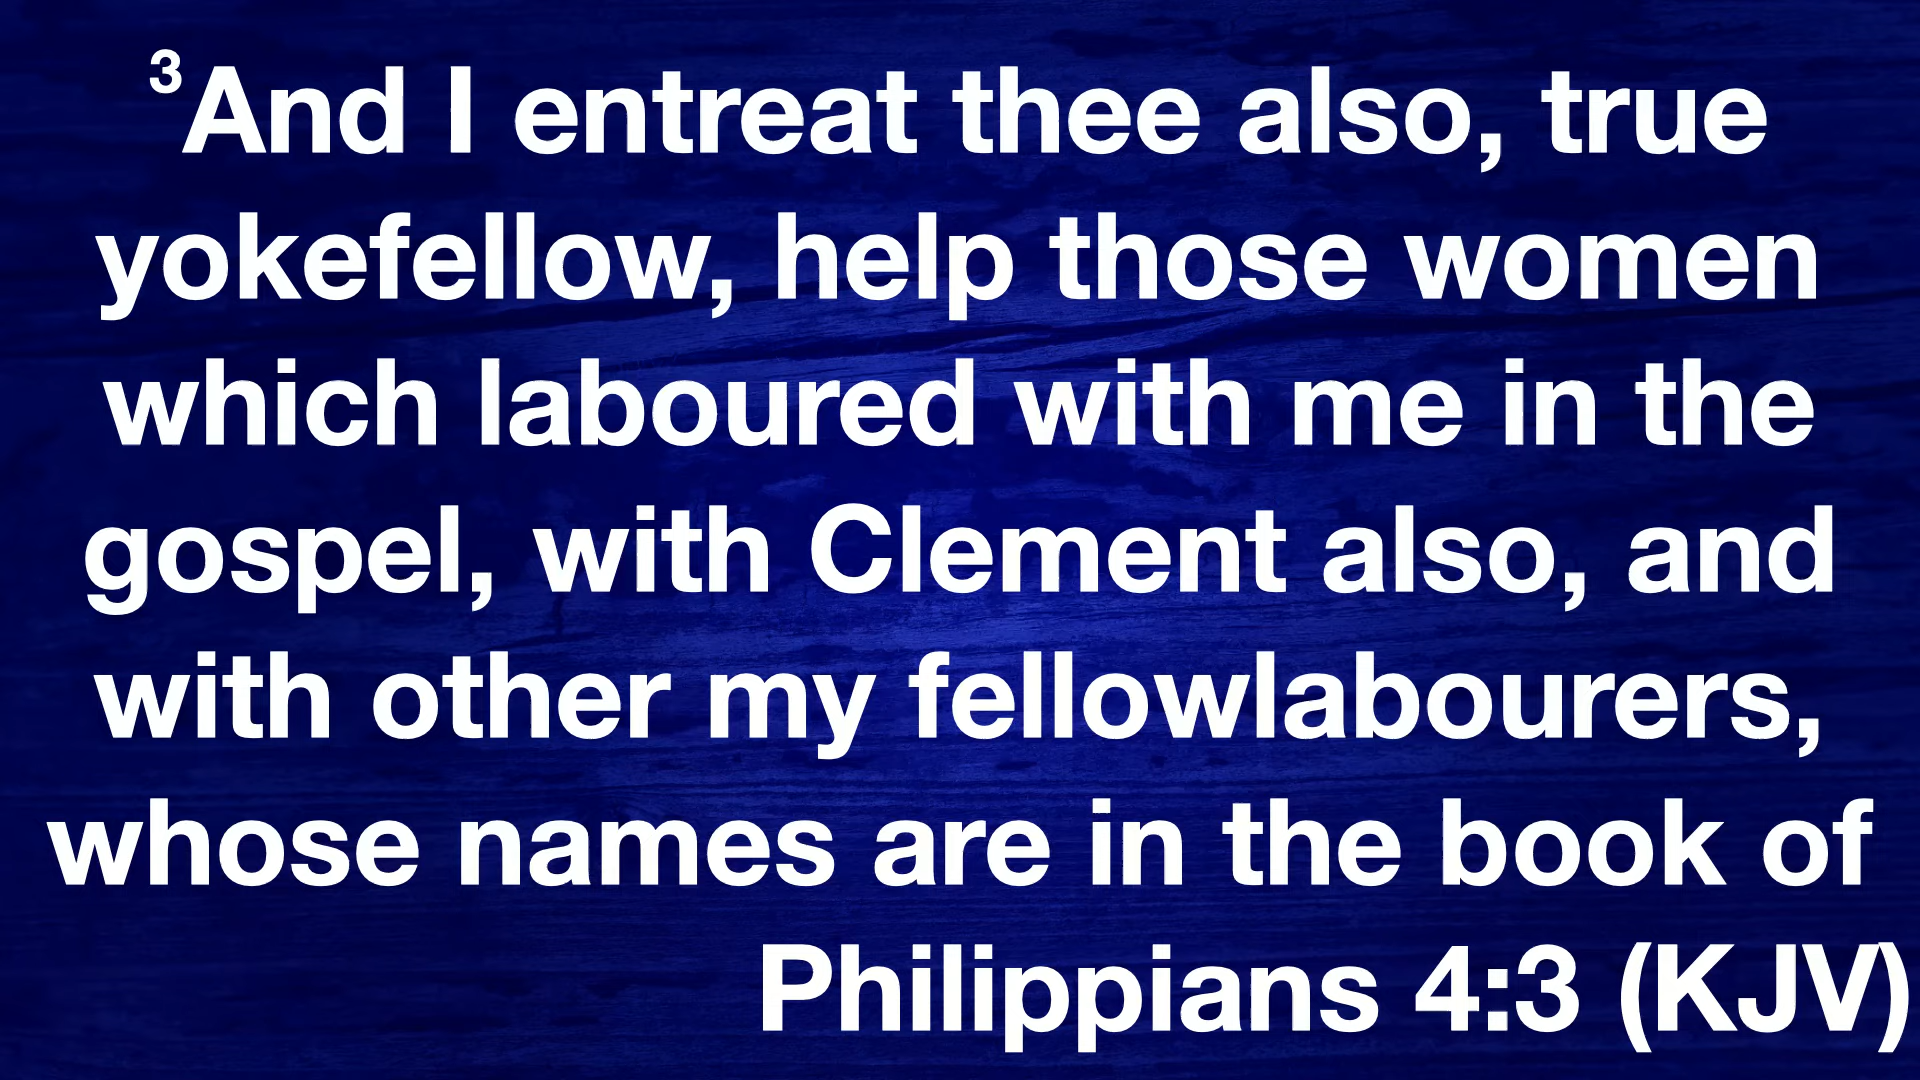 ³And I entreat thee also, true
yokefellow, help those women
which laboured with me in the
gospel, with Clement also, and
with other my fellowlabourers,
whose names are in the book of
Philippians 4:3 (KJV)